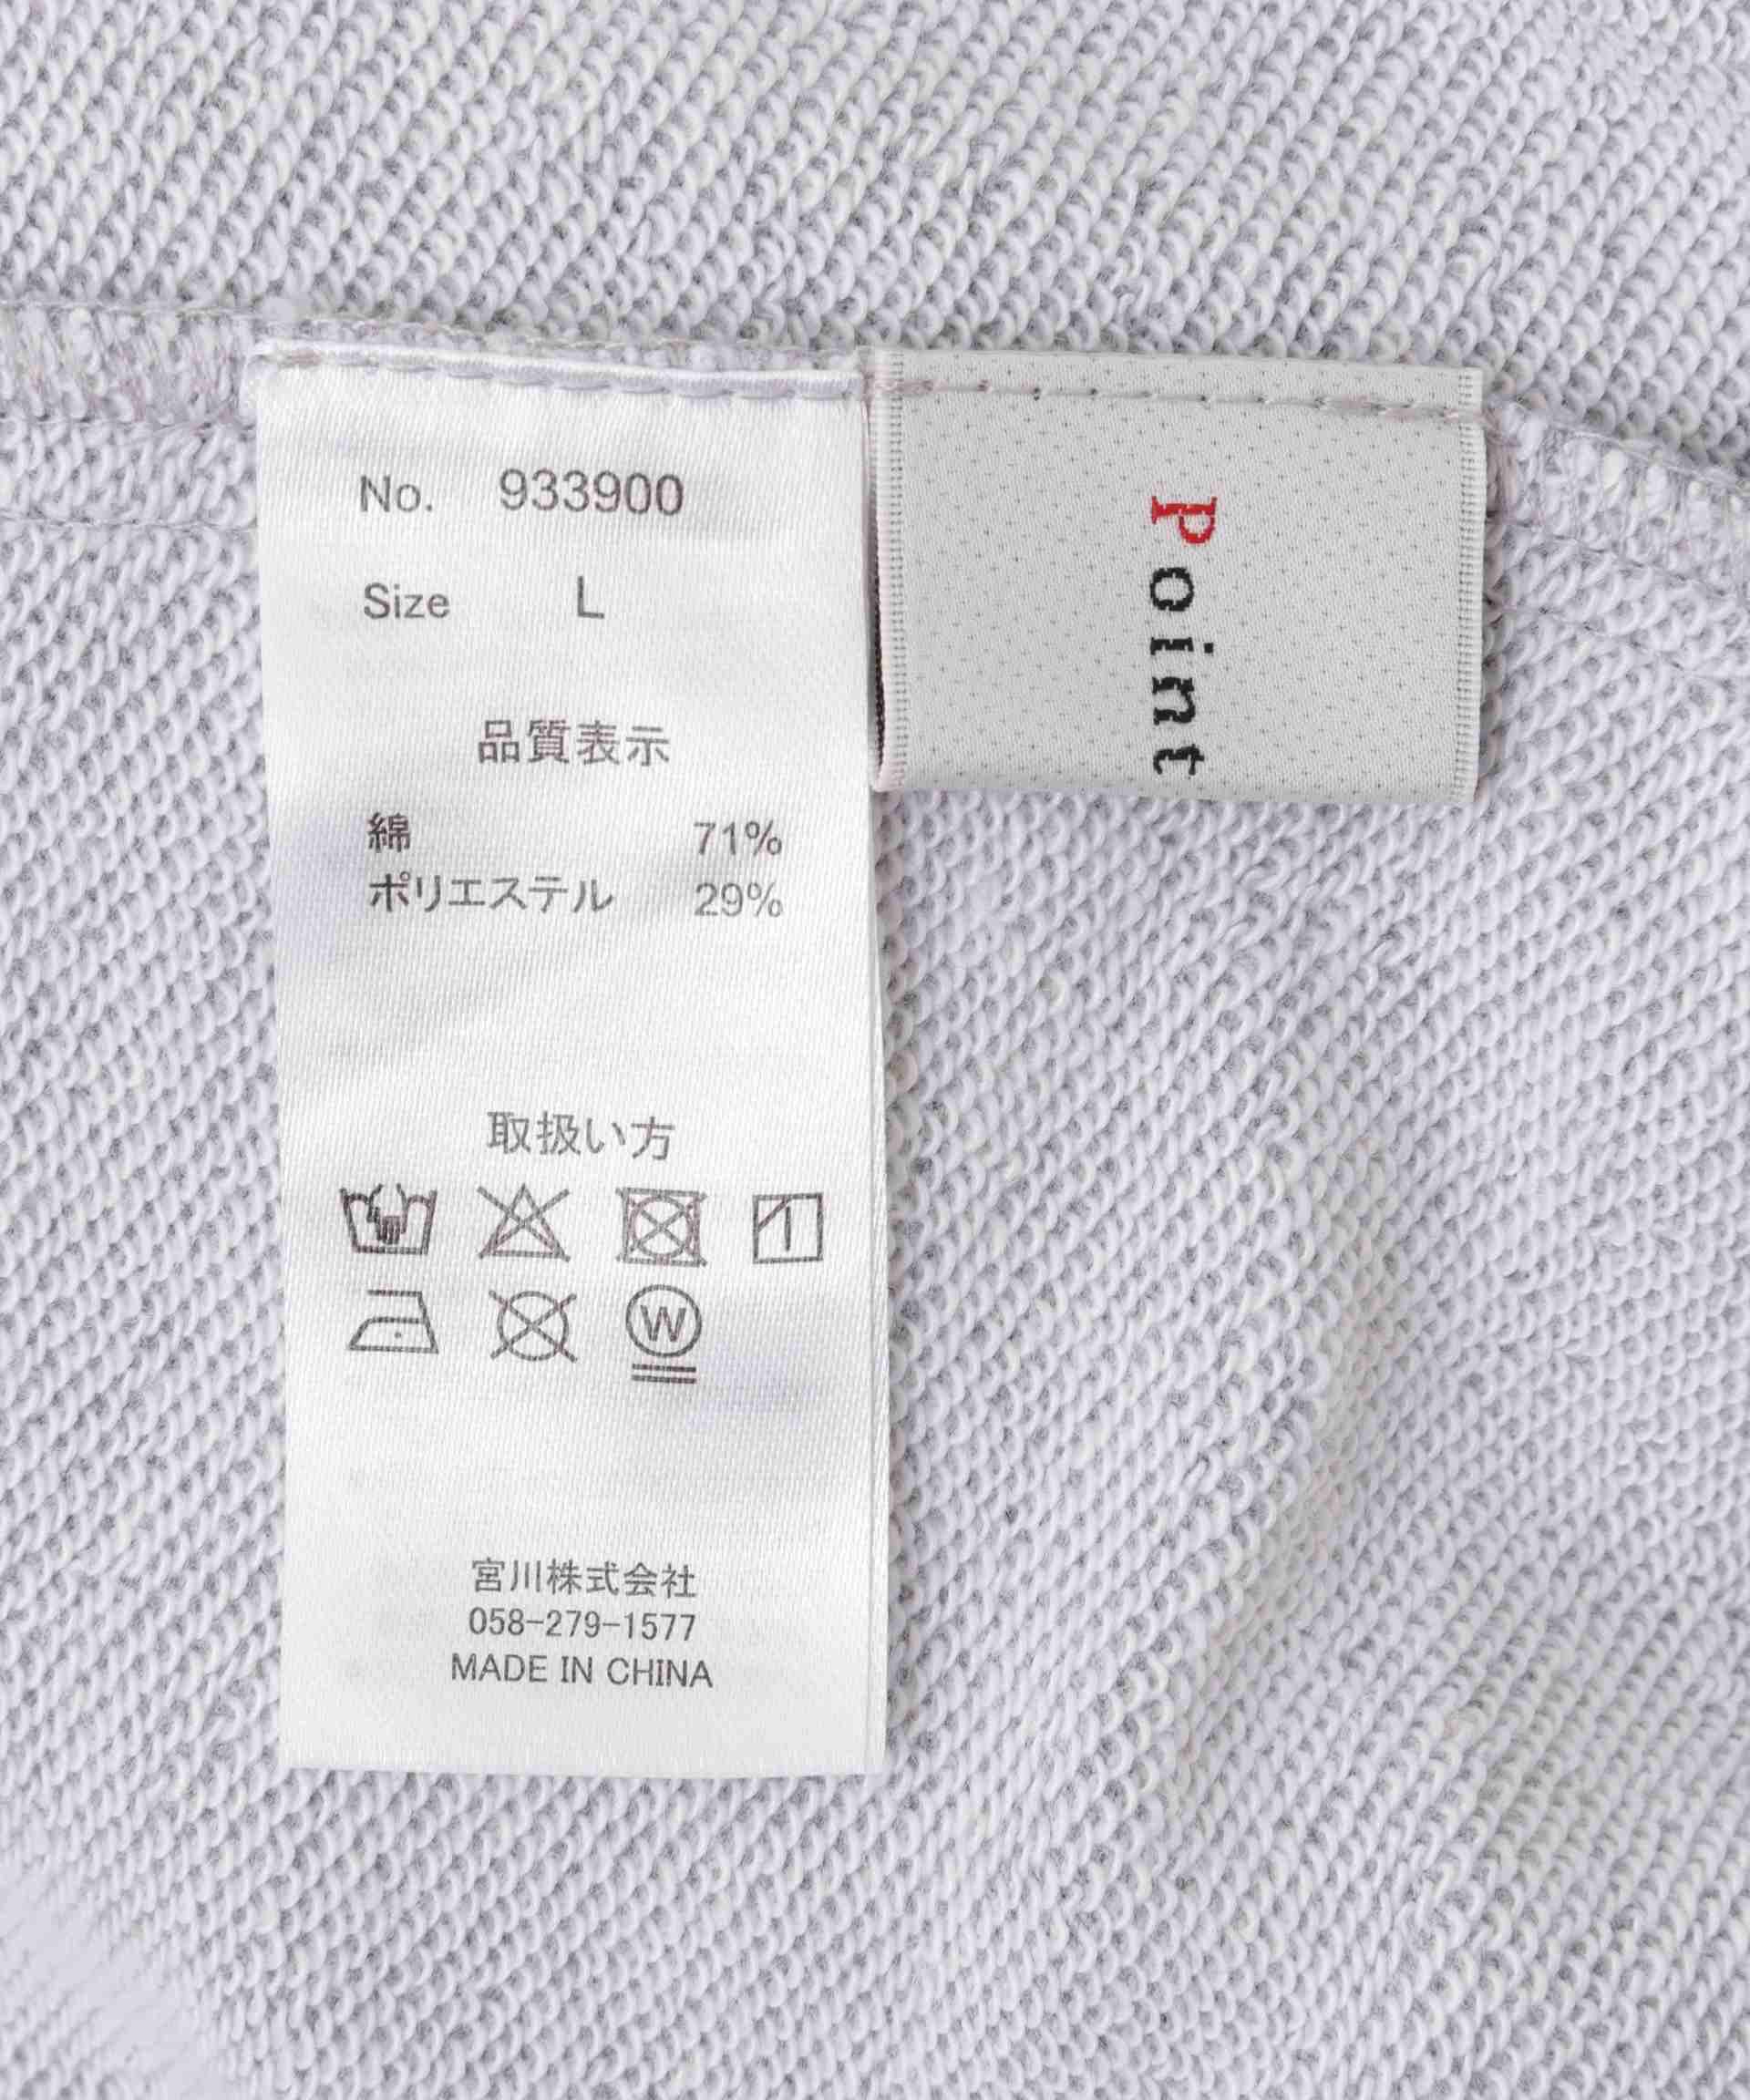 No. 933900
Size L
品質表示
綿 71%
ポリエステル 29%
取扱い方
W
宮川株式会社
058-279-1577
MADE IN CHINA
Point